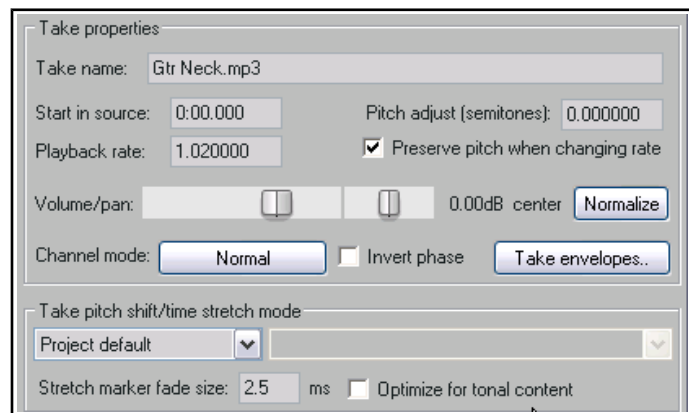 Take properties
Take name: Gtr Neck.mp3
Start in source: 0:00.000 Pitch adjust (semitones): 0.000000
Playback rate: 1.020000 Preserve pitch when changing rate
Volume/pan: 0.00dB center Normalize
Channel mode: Normal Invert phase Take envelopes..
Take pitch shift/time stretch mode
Project default
Stretch marker fade size: 2.5 ms Optimize for tonal content